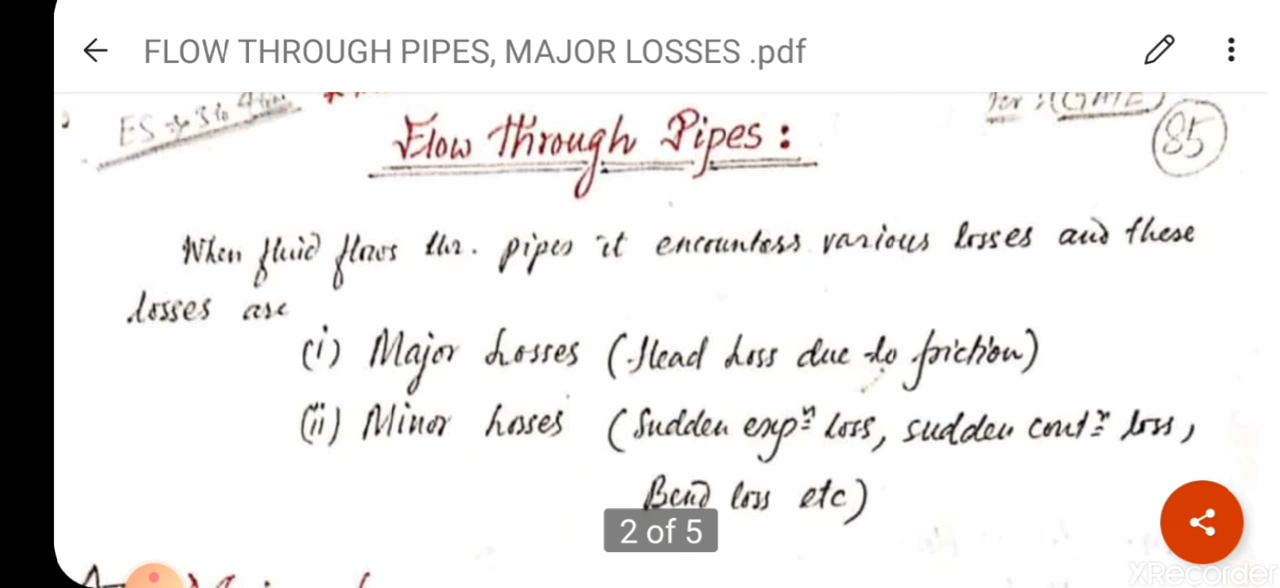 FLOW THROUGH PIPES, MAJOR LOSSES .pdf
ES
85
Flow through Pipes :
When fluid flows thr. pipes it encounters various losses and these
losses are
(i) Major Losses (Head Loss due to friction)
(ii) Minor Losses (Sudden expⁿ loss, sudden contⁿ loss,
Bend loss etc)
2 of 5
XRecorder